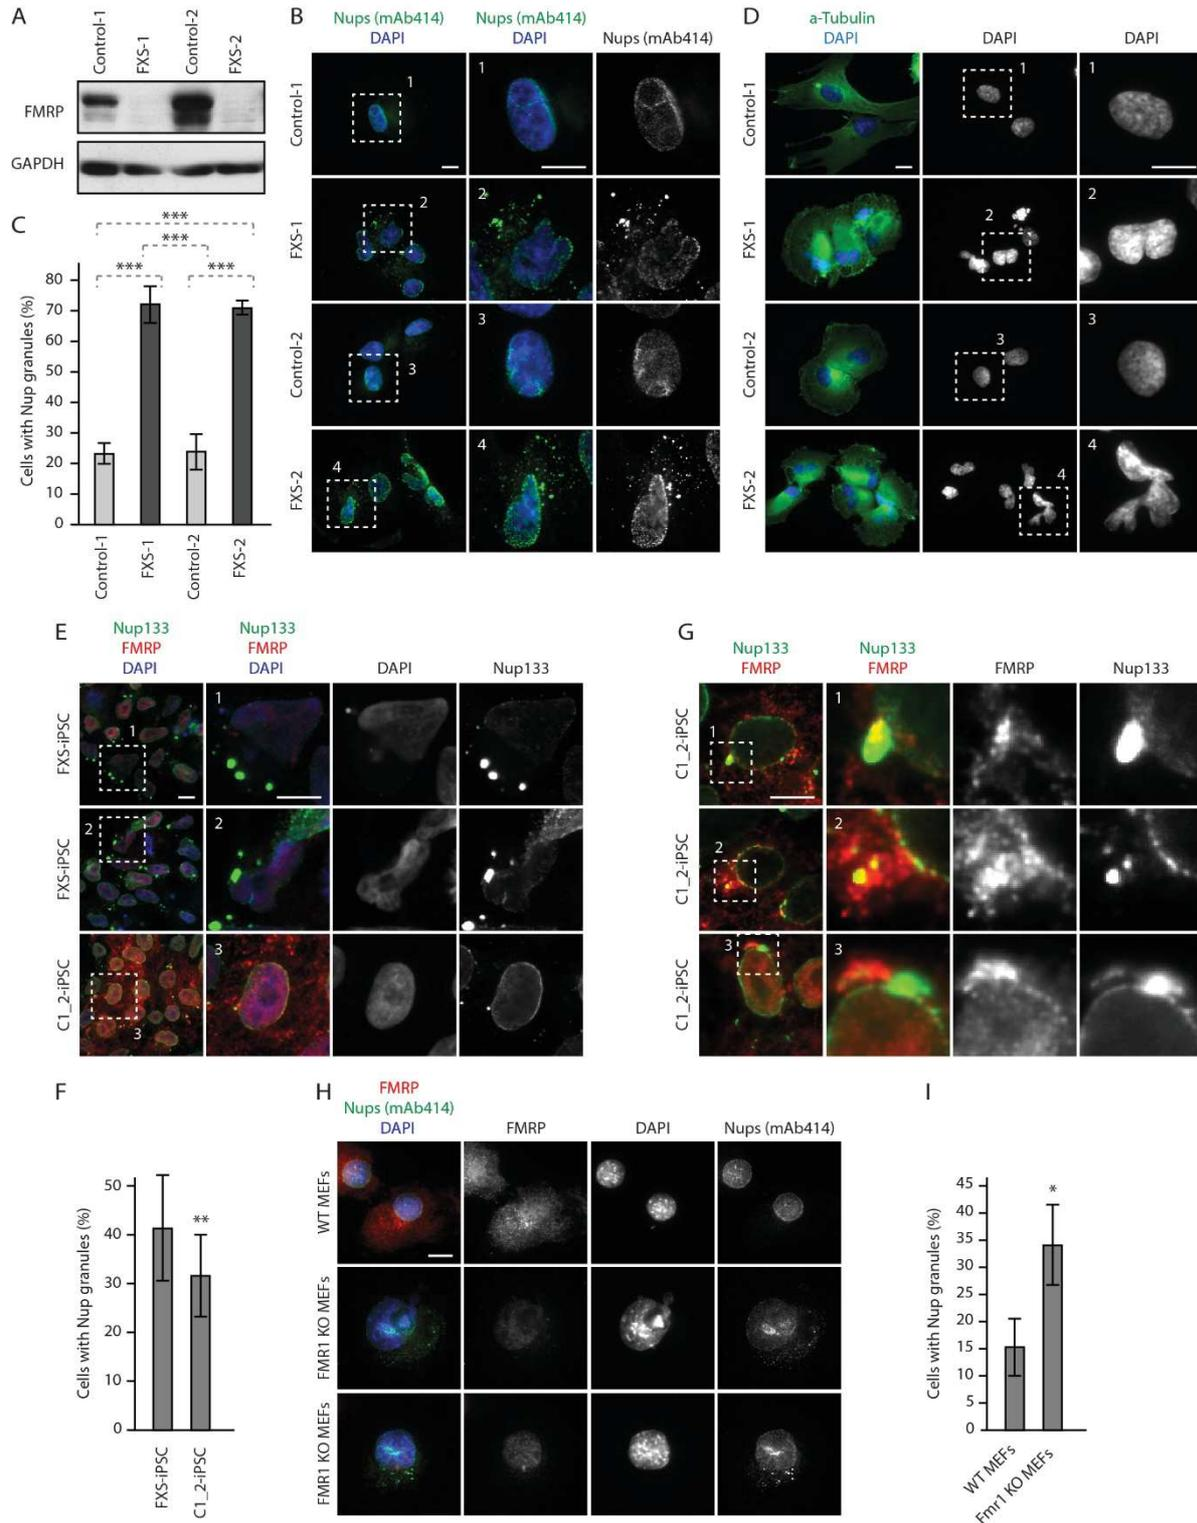 A
Control-1
FXS-1
Control-2
FXS-2
FMRP
GAPDH
B
Nups (mAb414)
DAPI
Nups (mAb414)
DAPI
Nups (mAb414)
Control-1
1
1
FXS-1
2
2
Control-2
3
3
FXS-2
4
4
C
***
***
***
***
Cells with Nup granules (%)
80
70
60
50
40
30
20
10
0
Control-1
FXS-1
Control-2
FXS-2
D
a-Tubulin
DAPI
DAPI
DAPI
Control-1
1
1
FXS-1
2
2
Control-2
3
3
FXS-2
4
4
E
Nup133
FMRP
DAPI
Nup133
FMRP
DAPI
DAPI
Nup133
FXS-iPSC
1
1
FXS-iPSC
2
2
C1_2-iPSC
3
3
G
Nup133
FMRP
Nup133
FMRP
FMRP
Nup133
C1_2-iPSC
1
1
C1_2-iPSC
2
2
C1_2-iPSC
3
3
F
Cells with Nup granules (%)
50
40
30
20
10
0
**
FXS-iPSC
C1_2-iPSC
H
FMRP
Nups (mAb414)
DAPI
FMRP
DAPI
Nups (mAb414)
WT MEFs
FMR1 KO MEFs
FMR1 KO MEFs
I
Cells with Nup granules (%)
45
40
35
30
25
20
15
10
5
0
*
WT MEFs
Fmr1 KO MEFs